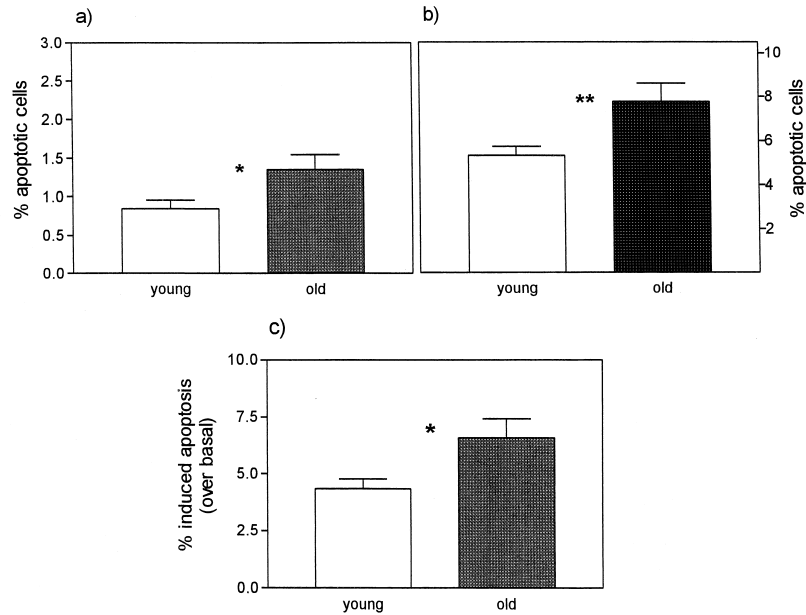 a)
% apoptotic cells
3.0
2.5
2.0
1.5
1.0
0.5
0.0
*
young old
b)
**
10
8
6
4
2
% apoptotic cells
young old
c)
% induced apoptosis
(over basal)
10.0
7.5
5.0
2.5
0.0
*
young old